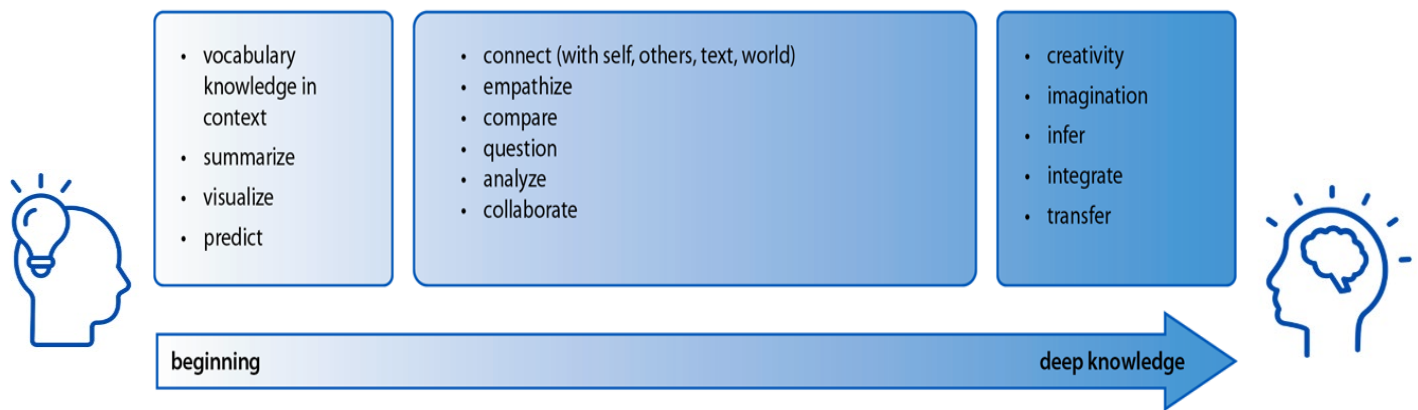 • vocabulary
knowledge in
context
• summarize
• visualize
• predict
• connect (with self, others, text, world)
• empathize
• compare
• question
• analyze
• collaborate
• creativity
• imagination
• infer
• integrate
• transfer
beginning
deep knowledge